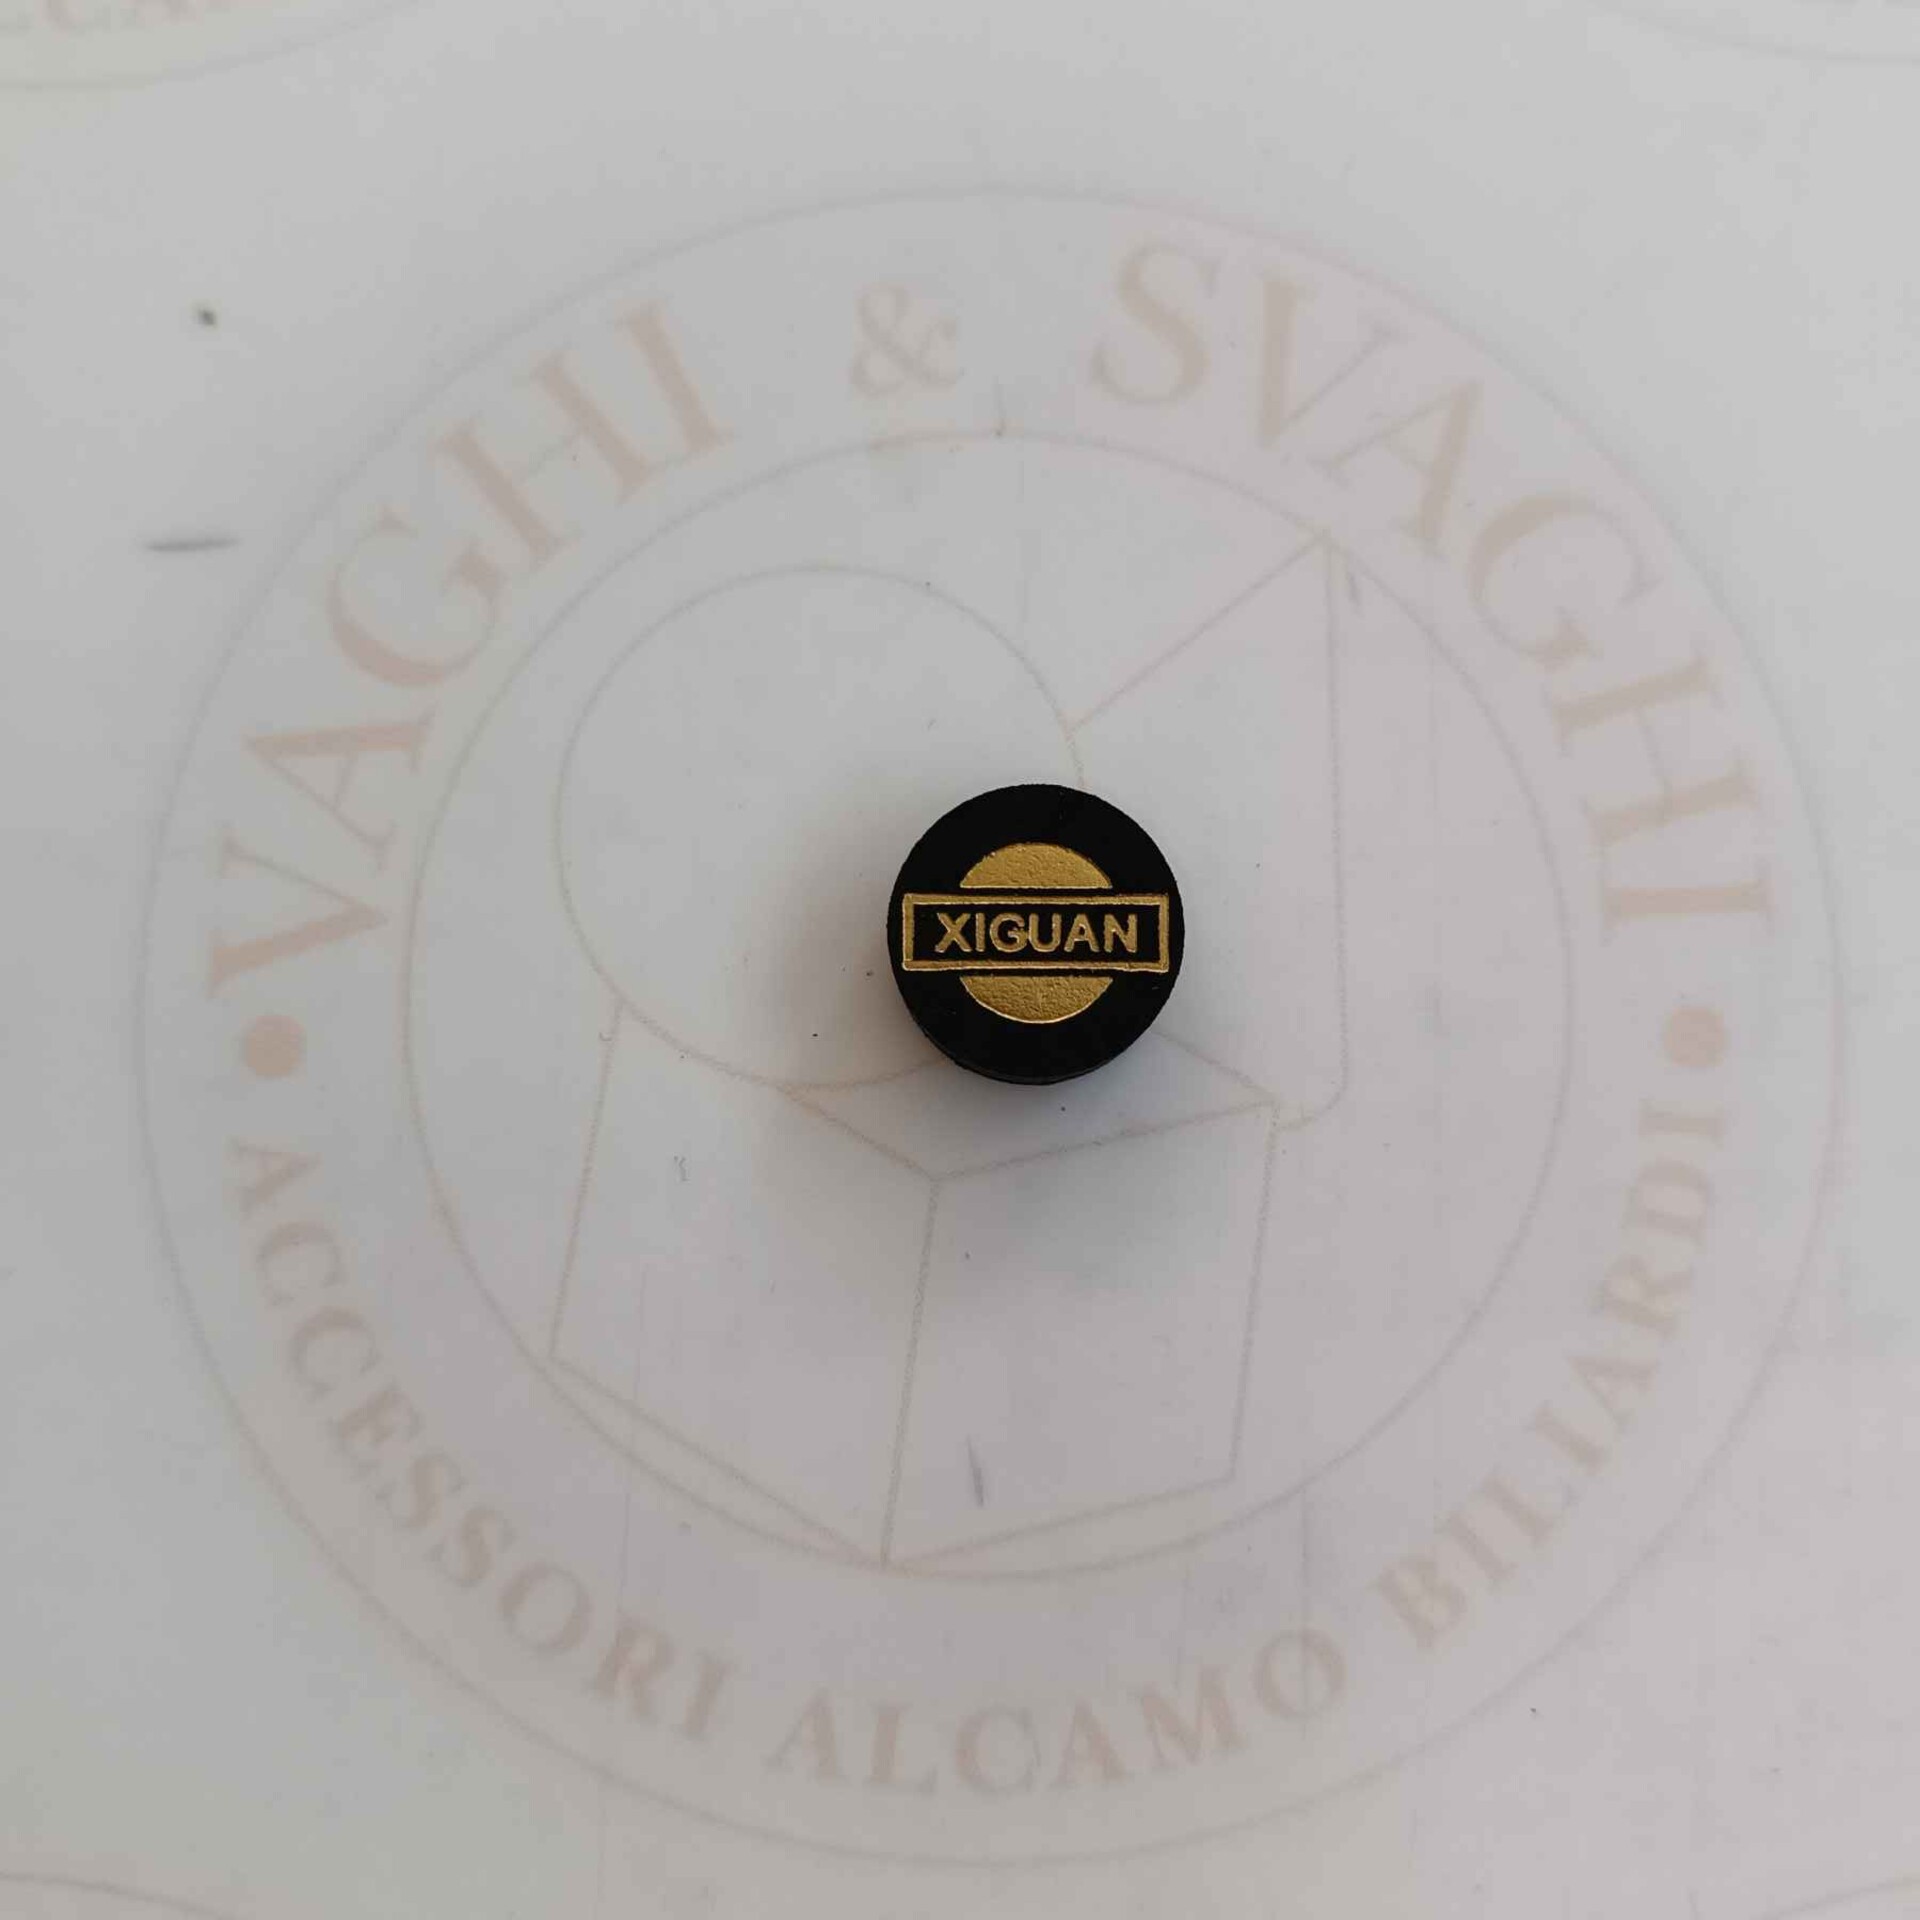 VAGHI & SVAGHI
XIGUAN
ACCESSORI ALCAMO BILIARDI